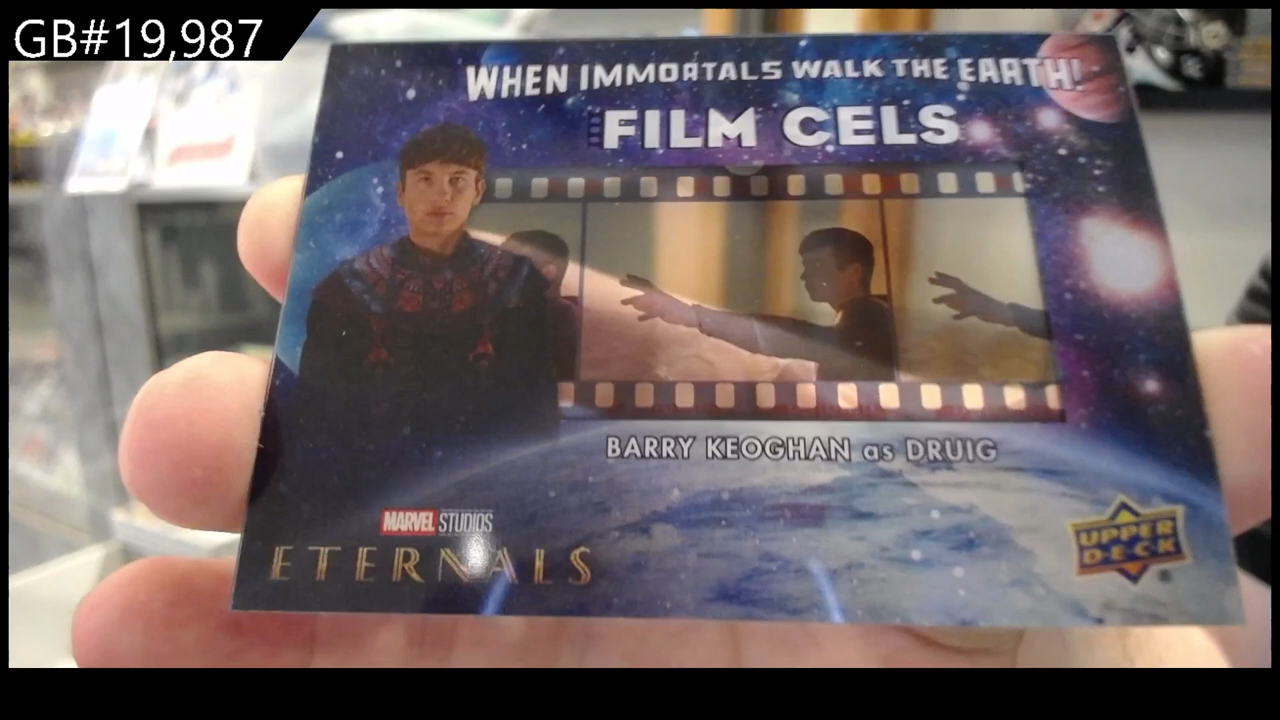 GB#19,987
WHEN IMMORTALS WALK THE EARTH!
FILM CELS
BARRY KEOGHAN as DRUIG
MARVEL STUDIOS
ETERNALS
UPPER
DECK